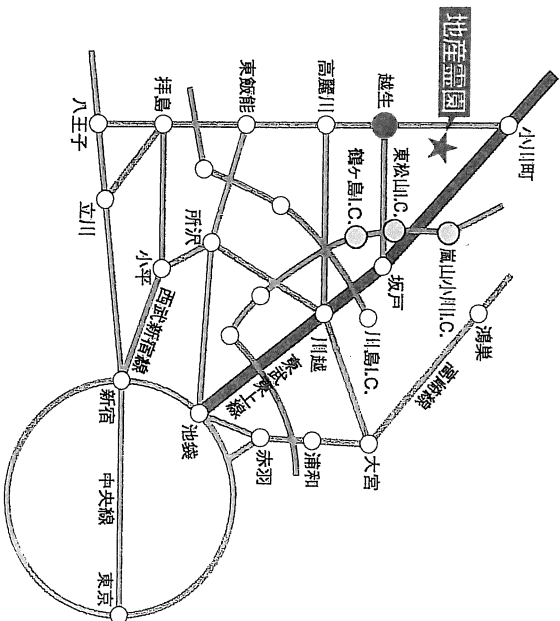 地産霊園
小川町
越生
高麗川
東飯能
拝島
八王子
立川
東松山I.C.
鶴ヶ島I.C.
嵐山小川I.C.
坂戸
所沢
小平
西武新宿線
川越
川島I.C.
鴻巣
高崎線
東武東上線
新宿
池袋
赤羽
浦和
大宮
中央線
東京